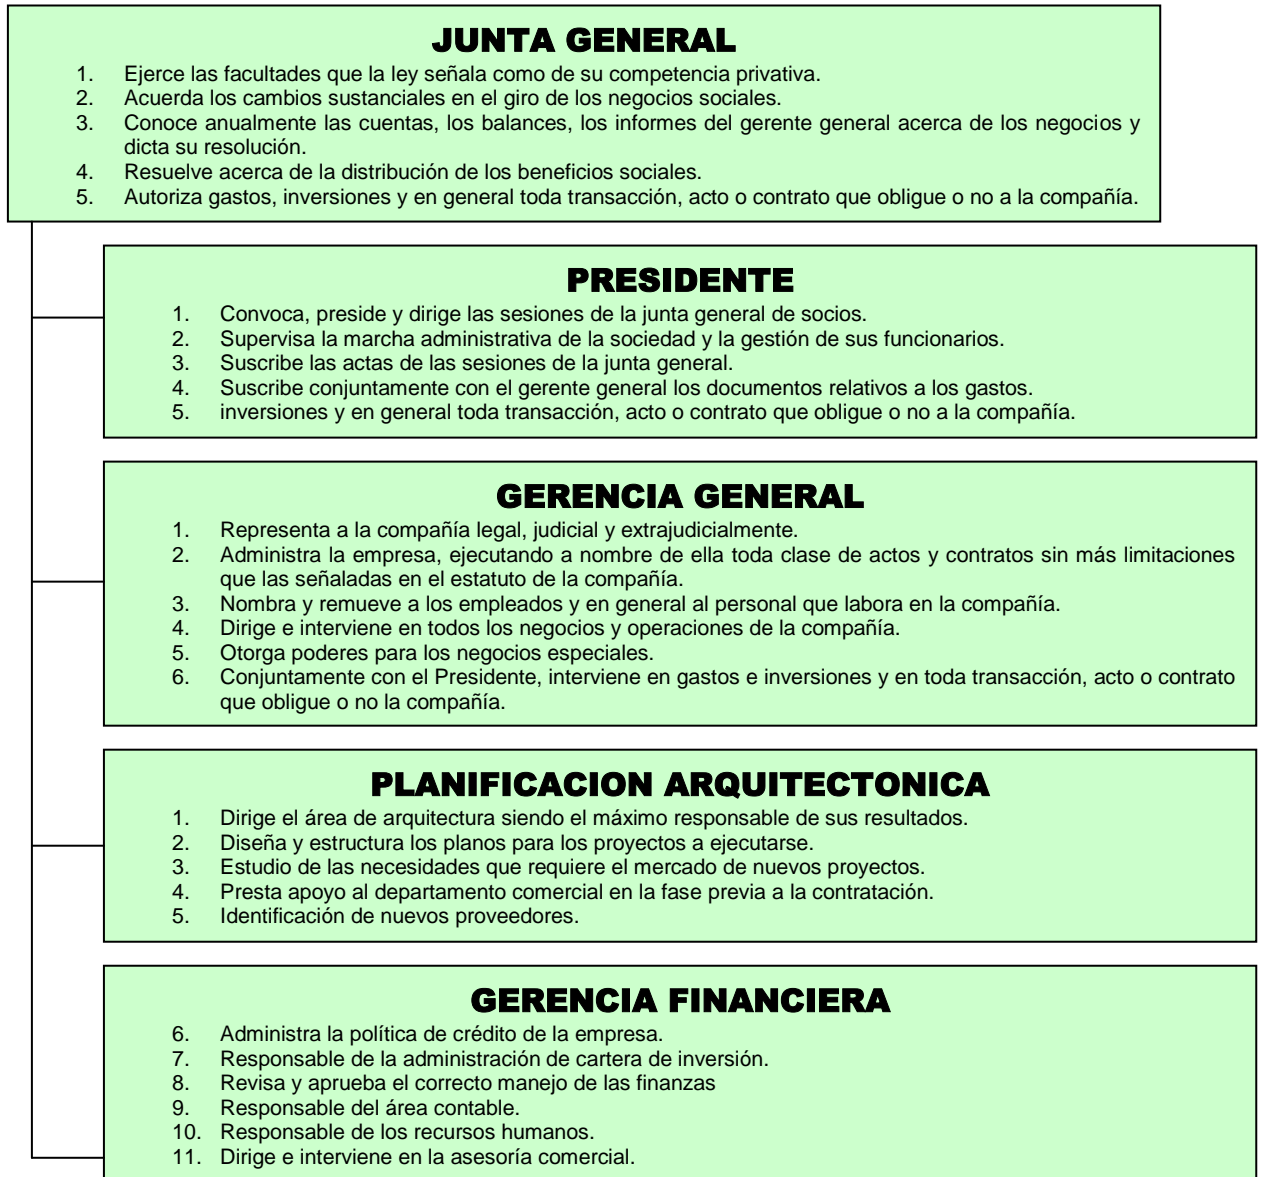 JUNTA GENERAL
1. Ejerce las facultades que la ley señala como de su competencia privativa.
2. Acuerda los cambios sustanciales en el giro de los negocios sociales.
3. Conoce anualmente las cuentas, los balances, los informes del gerente general acerca de los negocios y
dicta su resolución.
4. Resuelve acerca de la distribución de los beneficios sociales.
5. Autoriza gastos, inversiones y en general toda transacción, acto o contrato que obligue o no a la compañía.
PRESIDENTE
1. Convoca, preside y dirige las sesiones de la junta general de socios.
2. Supervisa la marcha administrativa de la sociedad y la gestión de sus funcionarios.
3. Suscribe las actas de las sesiones de la junta general.
4. Suscribe conjuntamente con el gerente general los documentos relativos a los gastos.
5. inversiones y en general toda transacción, acto o contrato que obligue o no a la compañía.
GERENCIA GENERAL
1. Representa a la compañía legal, judicial y extrajudicialmente.
2. Administra la empresa, ejecutando a nombre de ella toda clase de actos y contratos sin más limitaciones
que las señaladas en el estatuto de la compañía.
3. Nombra y remueve a los empleados y en general al personal que labora en la compañía.
4. Dirige e interviene en todos los negocios y operaciones de la compañía.
5. Otorga poderes para los negocios especiales.
6. Conjuntamente con el Presidente, interviene en gastos e inversiones y en toda transacción, acto o contrato
que obligue o no la compañía.
PLANIFICACION ARQUITECTONICA
1. Dirige el área de arquitectura siendo el máximo responsable de sus resultados.
2. Diseña y estructura los planos para los proyectos a ejecutarse.
3. Estudio de las necesidades que requiere el mercado de nuevos proyectos.
4. Presta apoyo al departamento comercial en la fase previa a la contratación.
5. Identificación de nuevos proveedores.
GERENCIA FINANCIERA
6. Administra la política de crédito de la empresa.
7. Responsable de la administración de cartera de inversión.
8. Revisa y aprueba el correcto manejo de las finanzas
9. Responsable del área contable.
10. Responsable de los recursos humanos.
11. Dirige e interviene en la asesoría comercial.